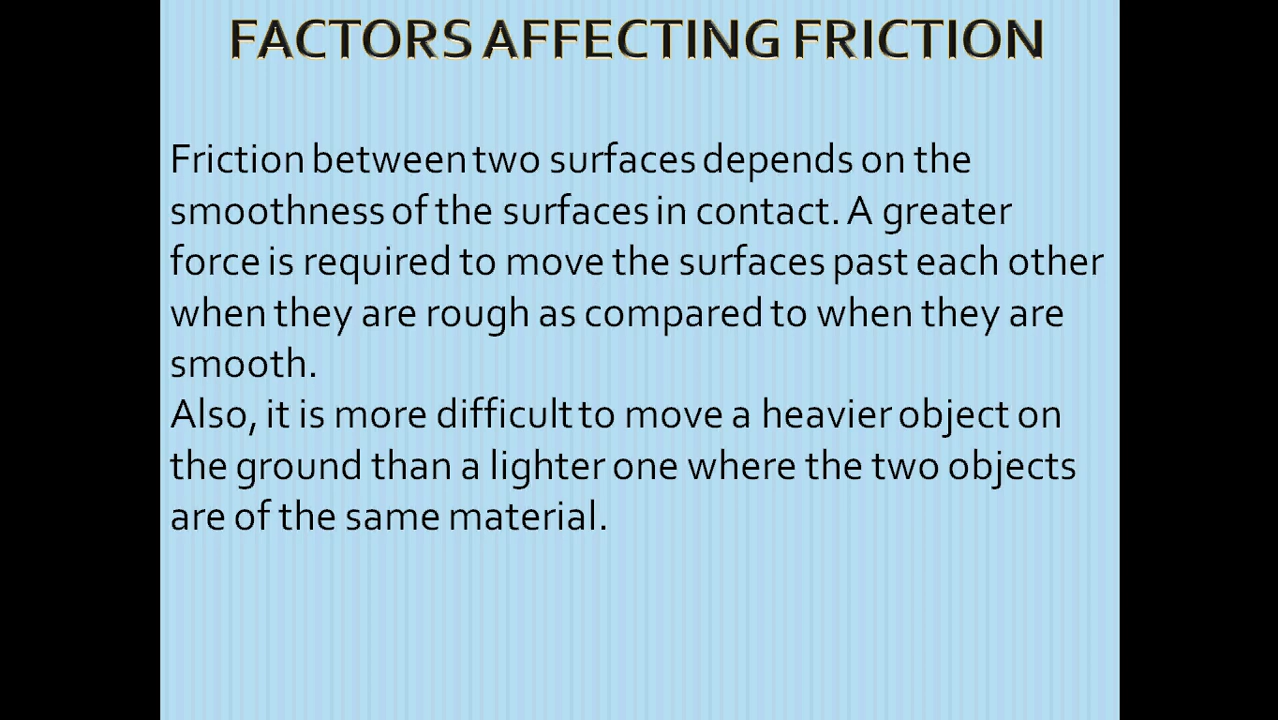 FACTORS AFFECTING FRICTION
Friction between two surfaces depends on the
smoothness of the surfaces in contact. A greater
force is required to move the surfaces past each other
when they are rough as compared to when they are
smooth.
Also, it is more difficult to move a heavier object on
the ground than a lighter one where the two objects
are of the same material.